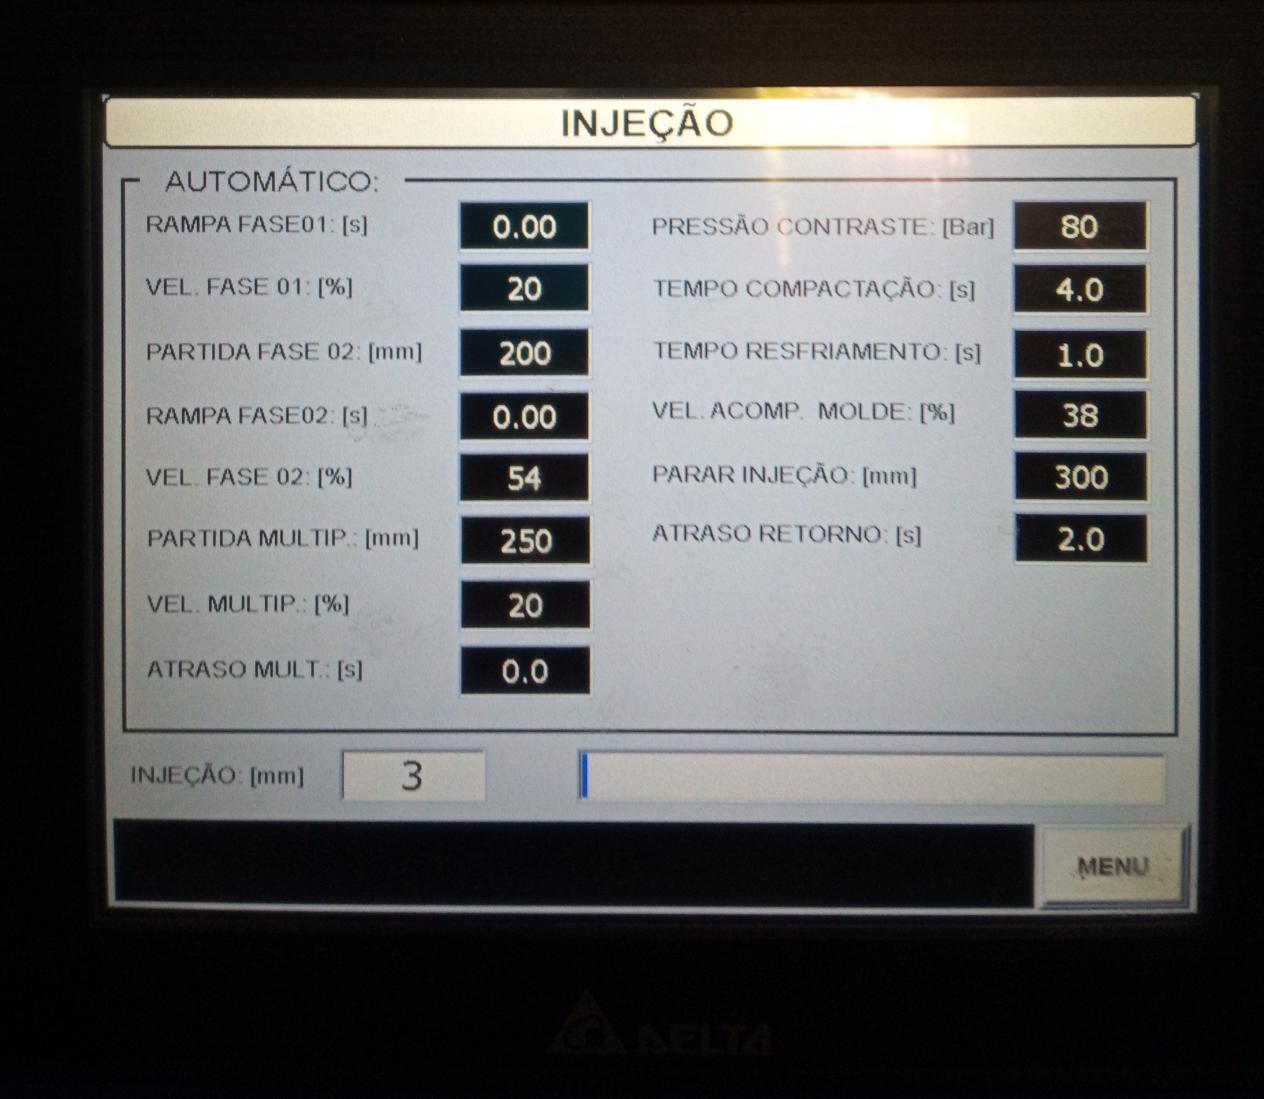 INJEÇÃO
AUTOMÁTICO:
RAMPA FASE01: [s] 0.00
VEL. FASE 01: [%] 20
PARTIDA FASE 02: [mm] 200
RAMPA FASE02: [s] 0.00
VEL. FASE 02: [%] 54
PARTIDA MULTIP.: [mm] 250
VEL. MULTIP.: [%] 20
ATRASO MULT.: [s] 0.0
PRESSÃO CONTRASTE: [Bar] 80
TEMPO COMPACTAÇÃO: [s] 4.0
TEMPO RESFRIAMENTO: [s] 1.0
VEL. ACOMP. MOLDE: [%] 38
PARAR INJEÇÃO: [mm] 300
ATRASO RETORNO: [s] 2.0
INJEÇÃO: [mm] 3
MENU
DELTA